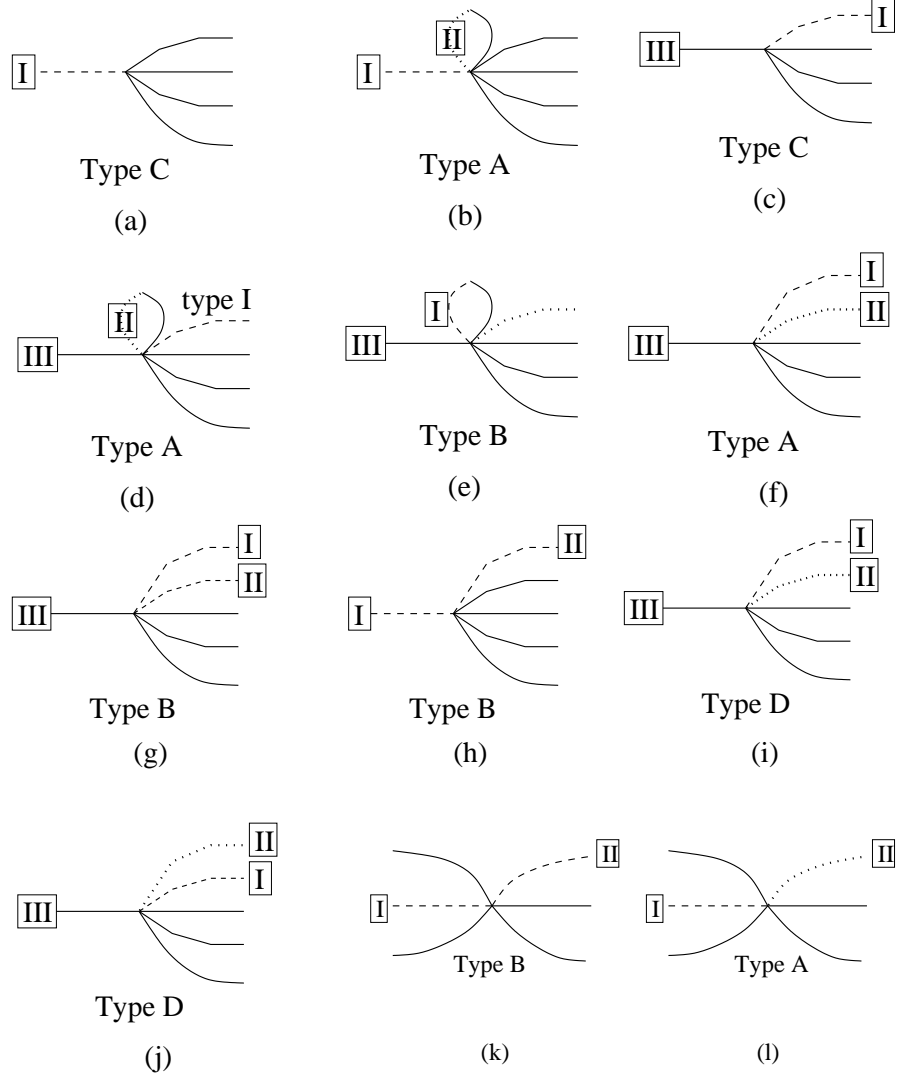 I
Type C
(a)
II
I
Type A
(b)
I
III
Type C
(c)
II
type I
III
Type A
(d)
I
III
Type B
(e)
I
II
III
Type A
(f)
I
II
III
Type B
(g)
II
I
Type B
(h)
I
II
III
Type D
(i)
II
I
III
Type D
(j)
II
I
Type B
(k)
II
I
Type A
(l)